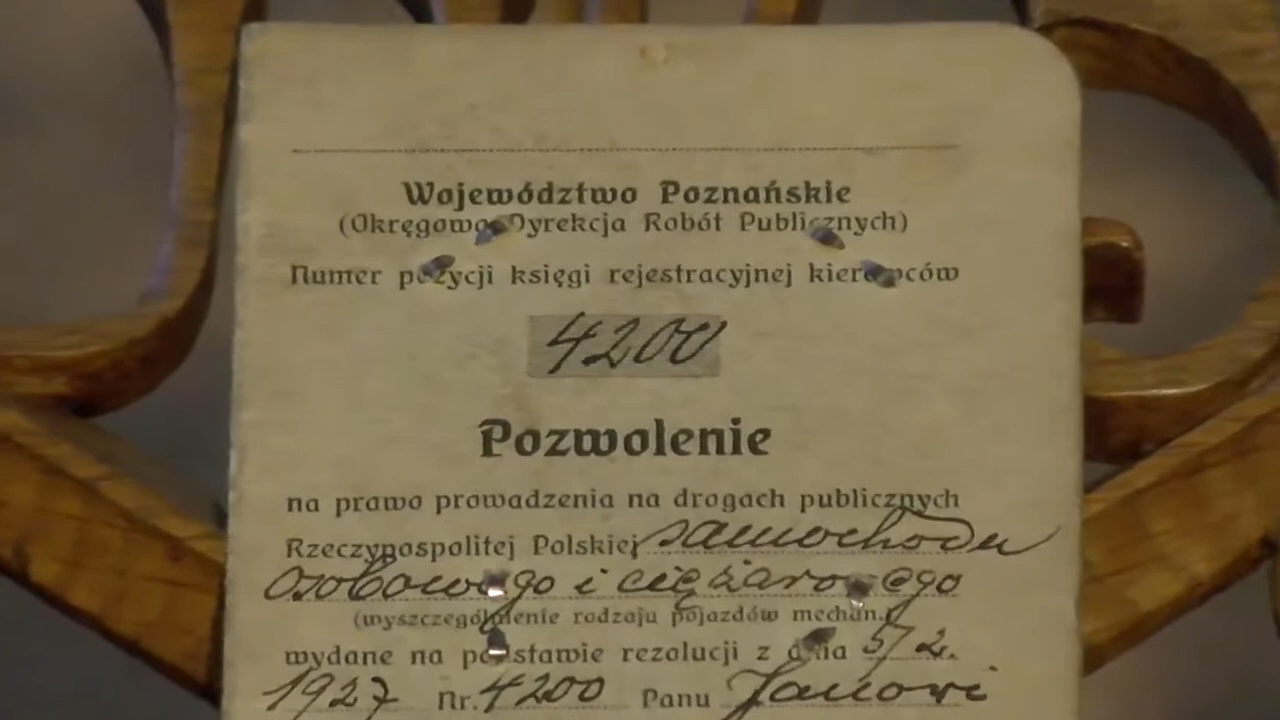 Województwo Poznańskie
(Okręgowa Dyrekcja Robót Publicznych)
Numer pozycji księgi rejestracyjnej kierowców
4200
Pozwolenie
na prawo prowadzenia na drogach publicznych
Rzeczypospolitej Polskiej samochodu
osobowego i ciężarowego
(wyszczególnienie rodzaju pojazdów mechan.)
wydane na podstawie rezolucji z dnia 5/2.
1927 Nr. 4200 Panu Janowi